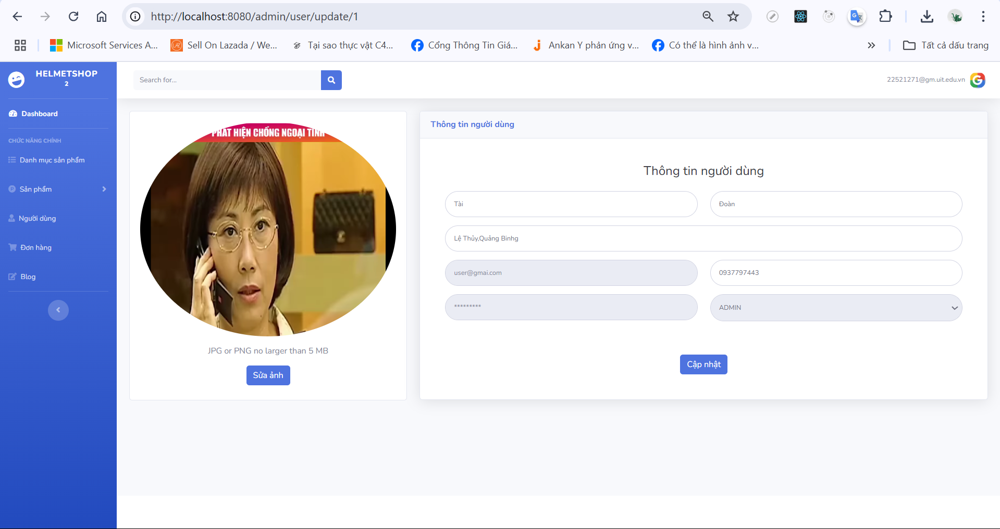 http://localhost:8080/admin/user/update/1
Microsoft Services A...
Sell On Lazada / We...
Tại sao thực vật C4...
Cổng Thông Tin Giá...
Ankan Y phản ứng v...
Có thể là hình ảnh v...
Tất cả dấu trang
HELMETSHOP
2
Search for...
22521271@gm.uit.edu.vn
Dashboard
CHỨC NĂNG CHÍNH
Danh mục sản phẩm
Sản phẩm
Người dùng
Đơn hàng
Blog
PHÁT HIỆN CHỒNG NGOẠI TÌNH
JPG or PNG no larger than 5 MB
Sửa ảnh
Thông tin người dùng
Thông tin người dùng
Tài
Đoàn
Lệ Thủy,Quảng Binhg
user@gmai.com
0937797443
*********
ADMIN
Cập nhật